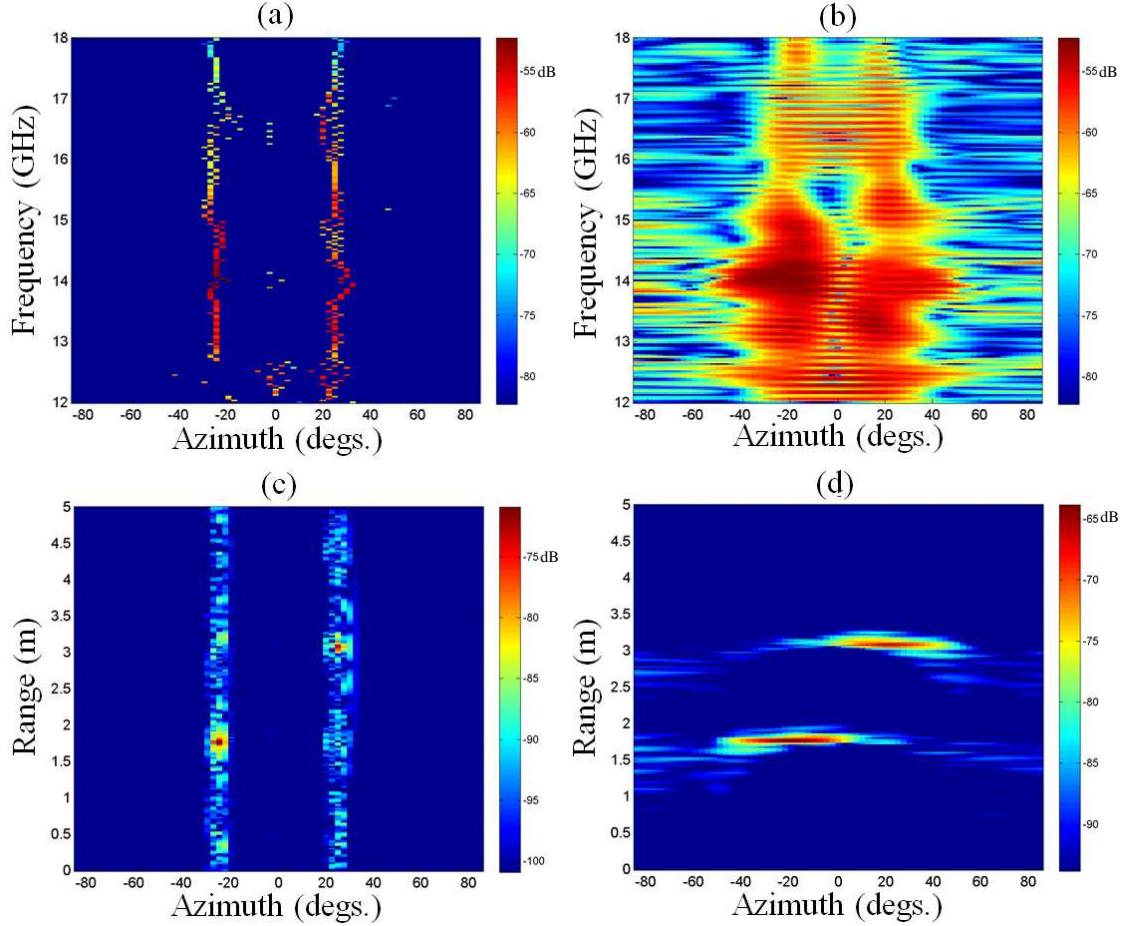 (a)
Frequency (GHz)
18
17
16
15
14
13
12
-80 -60 -40 -20 0 20 40 60 80
Azimuth (degs.)
-55 dB
-60
-65
-70
-75
-80
(b)
Frequency (GHz)
18
17
16
15
14
13
12
-80 -60 -40 -20 0 20 40 60 80
Azimuth (degs.)
-55 dB
-60
-65
-70
-75
-80
(c)
Range (m)
5
4.5
4
3.5
3
2.5
2
1.5
1
0.5
0
-80 -60 -40 -20 0 20 40 60 80
Azimuth (degs.)
-75 dB
-80
-85
-90
-95
-100
(d)
Range (m)
5
4.5
4
3.5
3
2.5
2
1.5
1
0.5
0
-80 -60 -40 -20 0 20 40 60 80
Azimuth (degs.)
-65 dB
-70
-75
-80
-85
-90